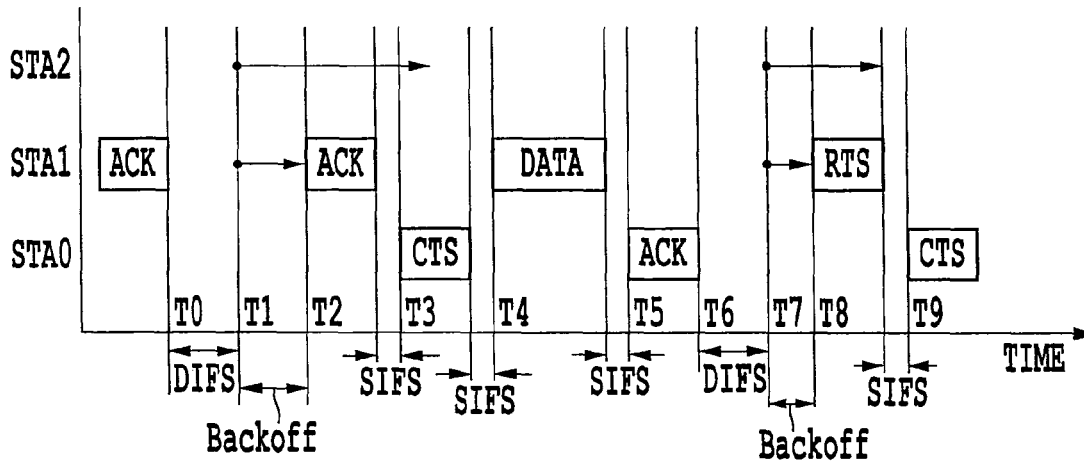 STA2
STA1 ACK ACK DATA RTS
STA0 CTS ACK CTS
T0 T1 T2 T3 T4 T5 T6 T7 T8 T9
TIME
DIFS SIFS SIFS SIFS DIFS SIFS
Backoff Backoff